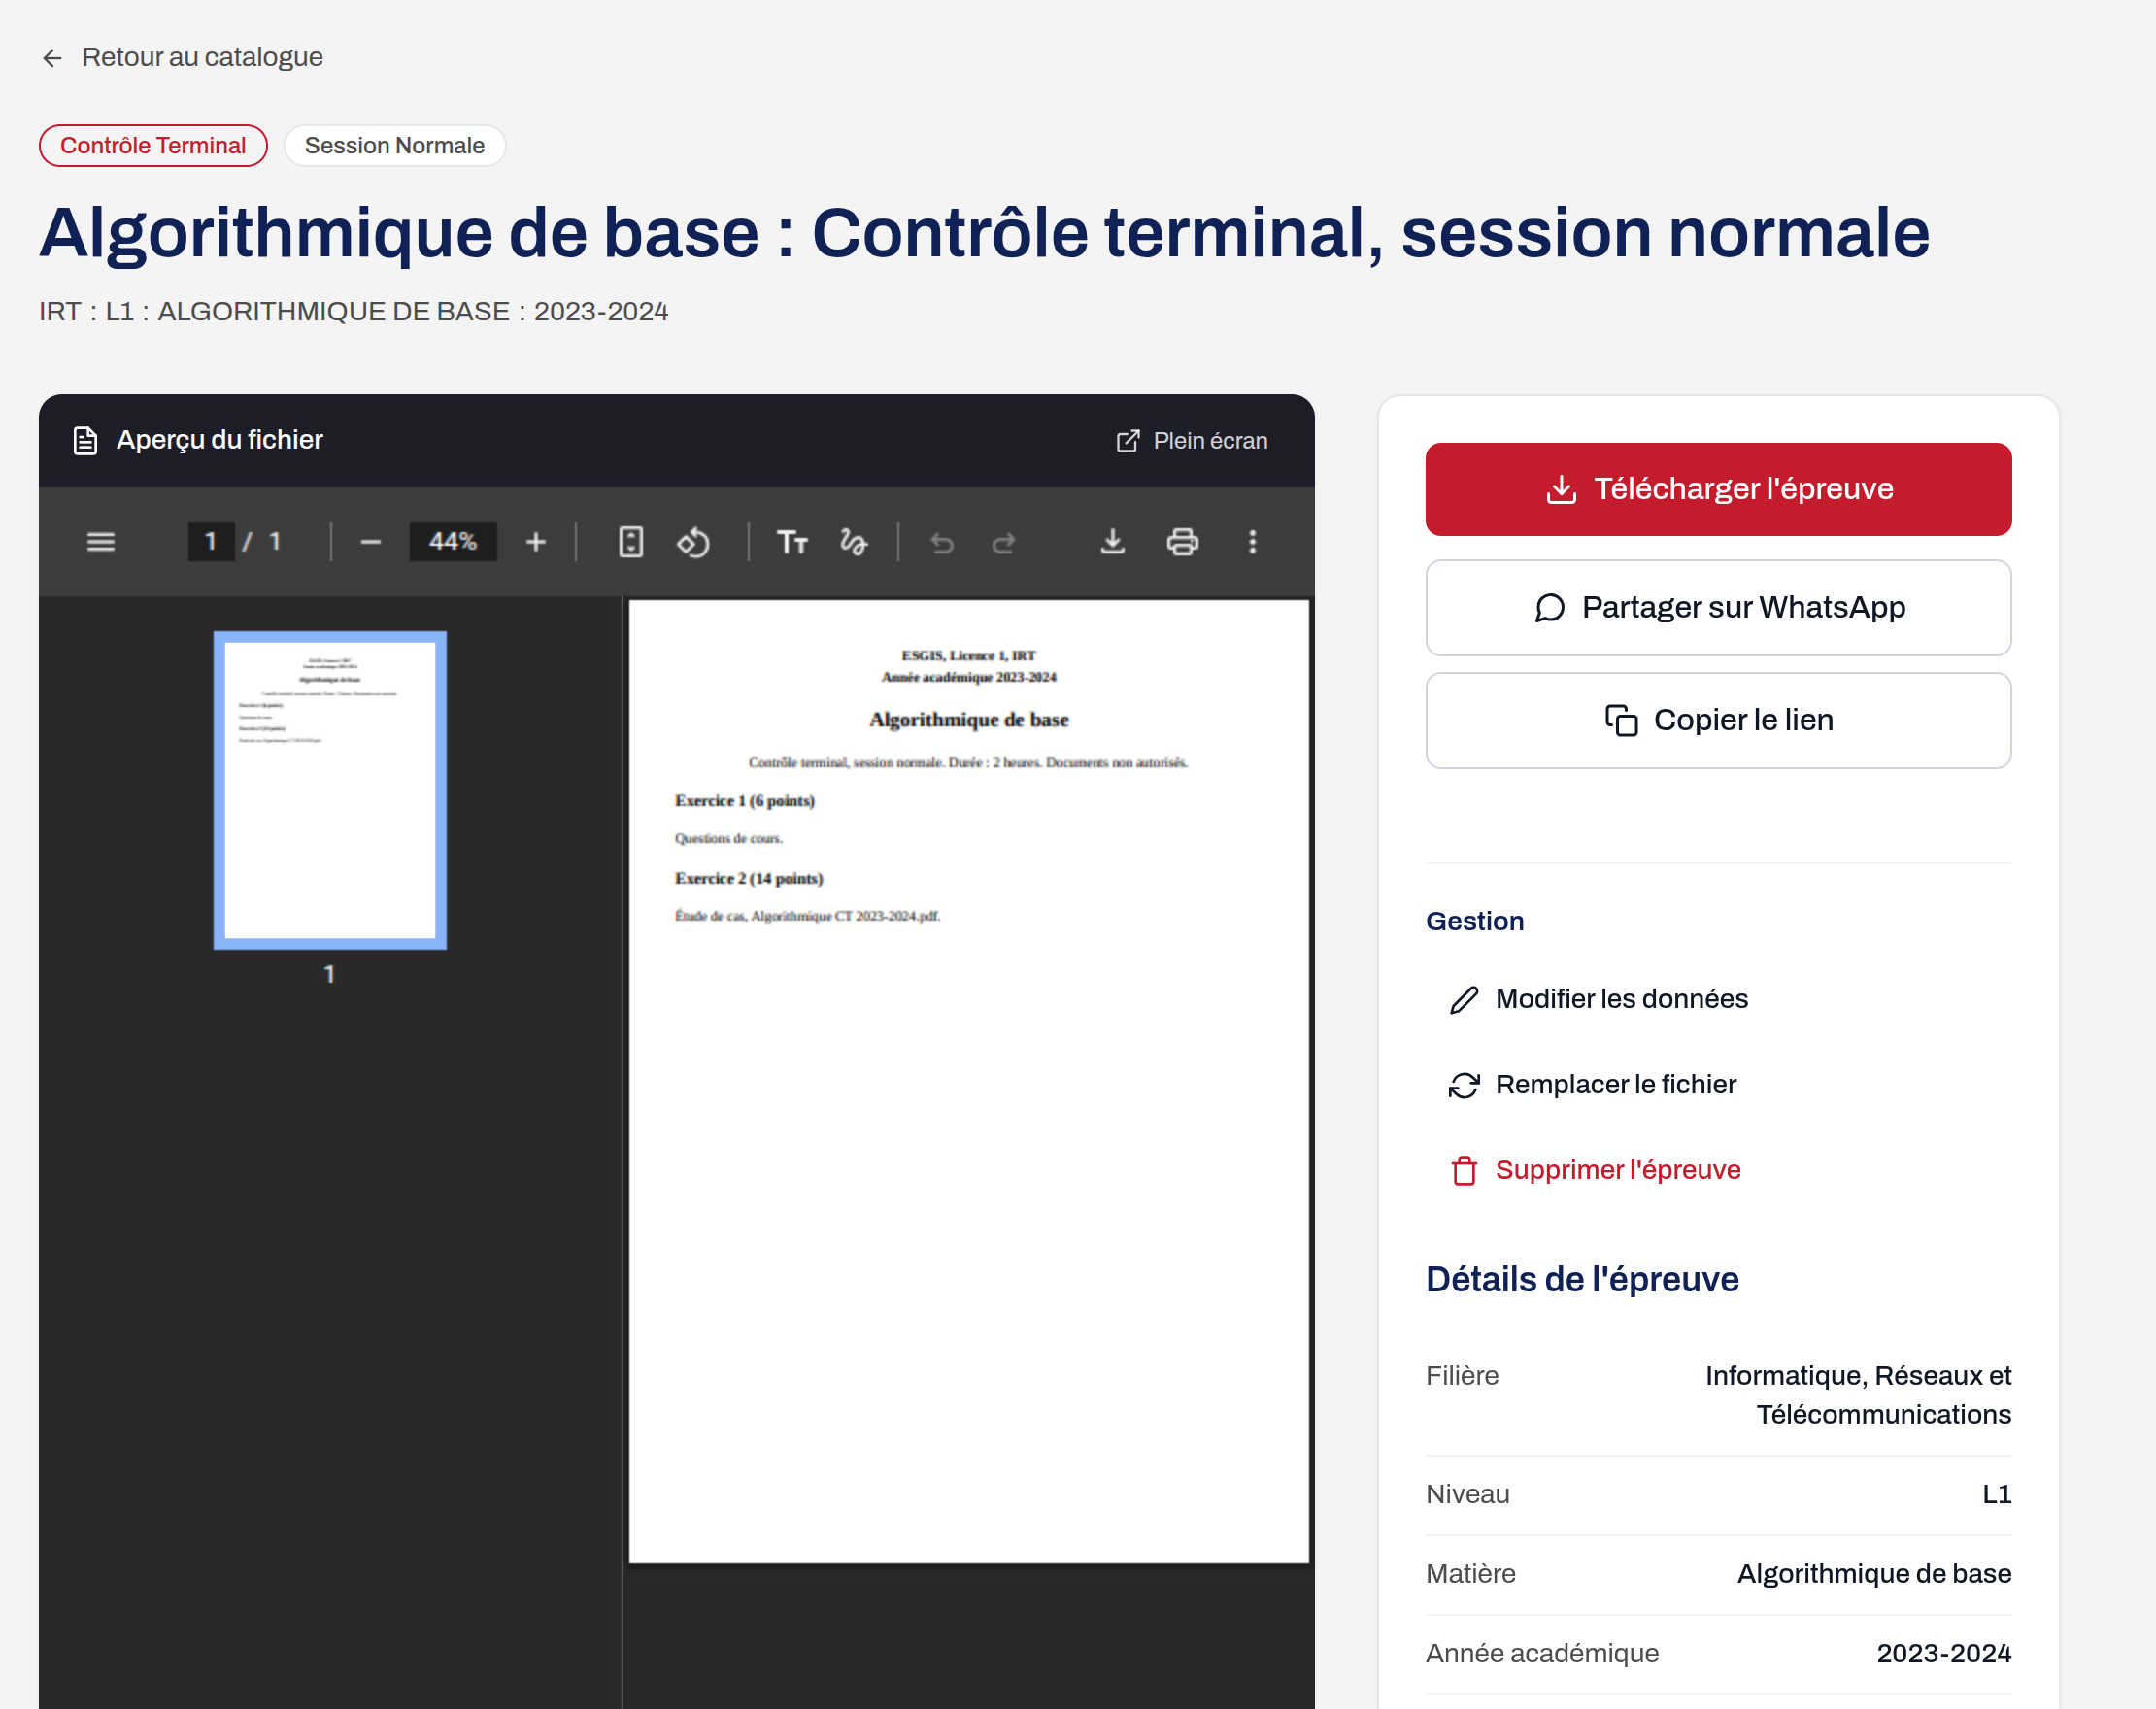 Retour au catalogue
Contrôle Terminal
Session Normale
Algorithmique de base : Contrôle terminal, session normale
IRT : L1 : ALGORITHMIQUE DE BASE : 2023-2024
Aperçu du fichier
Plein écran
1 / 1
44%
1
ESGIS, Licence 1, IRT
Année académique 2023-2024
Algorithmique de base
Contrôle terminal, session normale. Durée : 2 heures. Documents non autorisés.
Exercice 1 (6 points)
Questions de cours.
Exercice 2 (14 points)
Étude de cas, Algorithmique CT 2023-2024.pdf.
Télécharger l'épreuve
Partager sur WhatsApp
Copier le lien
Gestion
Modifier les données
Remplacer le fichier
Supprimer l'épreuve
Détails de l'épreuve
Filière
Informatique, Réseaux et
Télécommunications
Niveau
L1
Matière
Algorithmique de base
Année académique
2023-2024